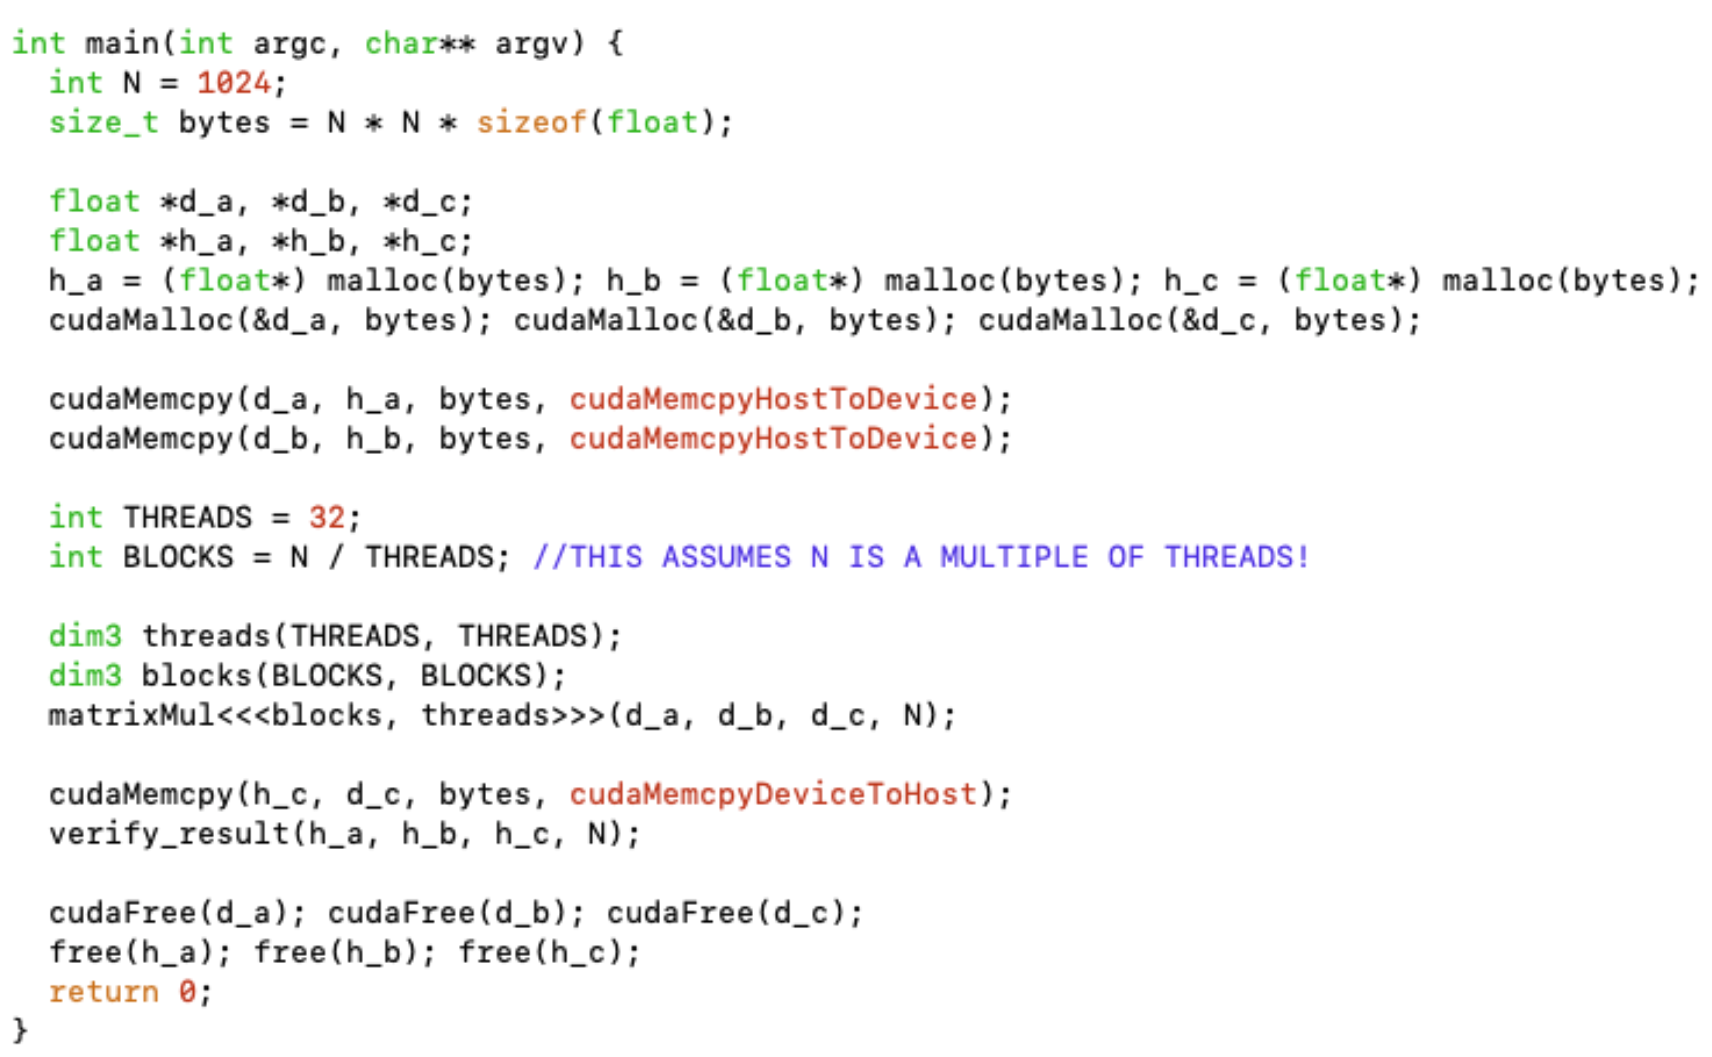 int main(int argc, char** argv) {
  int N = 1024;
  size_t bytes = N * N * sizeof(float);

  float *d_a, *d_b, *d_c;
  float *h_a, *h_b, *h_c;
  h_a = (float*) malloc(bytes); h_b = (float*) malloc(bytes); h_c = (float*) malloc(bytes);
  cudaMalloc(&d_a, bytes); cudaMalloc(&d_b, bytes); cudaMalloc(&d_c, bytes);

  cudaMemcpy(d_a, h_a, bytes, cudaMemcpyHostToDevice);
  cudaMemcpy(d_b, h_b, bytes, cudaMemcpyHostToDevice);

  int THREADS = 32;
  int BLOCKS = N / THREADS; //THIS ASSUMES N IS A MULTIPLE OF THREADS!

  dim3 threads(THREADS, THREADS);
  dim3 blocks(BLOCKS, BLOCKS);
  matrixMul<<<blocks, threads>>>(d_a, d_b, d_c, N);

  cudaMemcpy(h_c, d_c, bytes, cudaMemcpyDeviceToHost);
  verify_result(h_a, h_b, h_c, N);

  cudaFree(d_a); cudaFree(d_b); cudaFree(d_c);
  free(h_a); free(h_b); free(h_c);
  return 0;
}